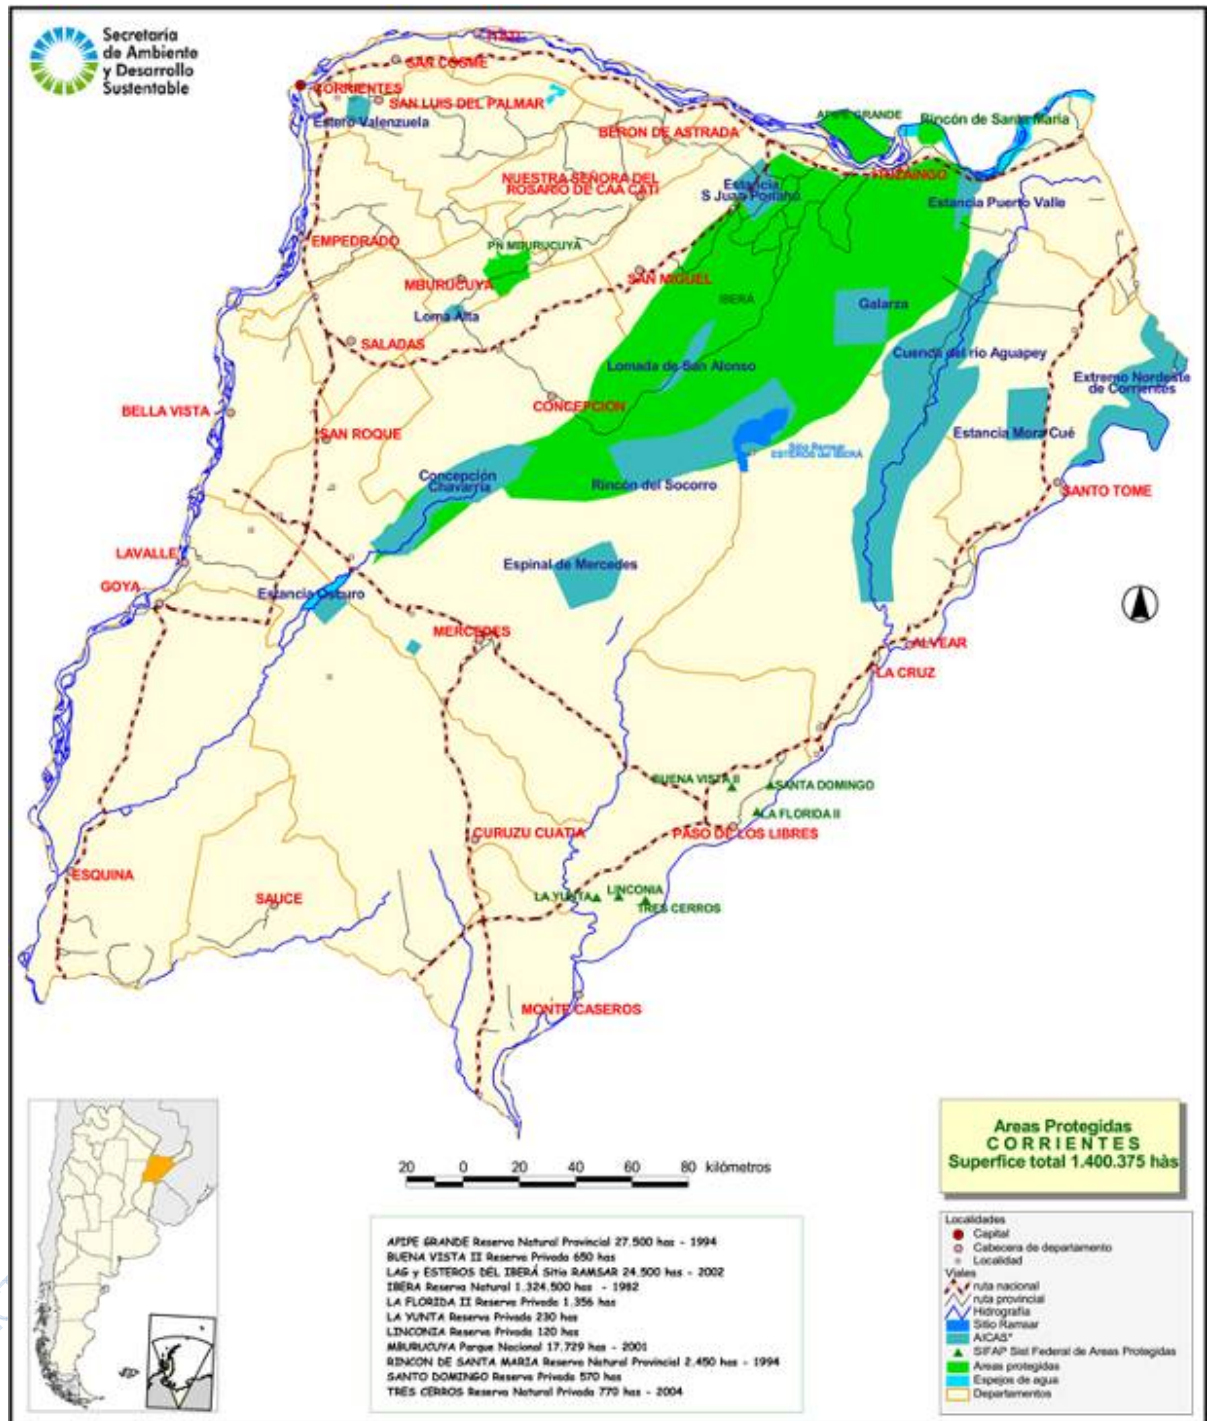 Secretaría
de Ambiente
y Desarrollo
Sustentable
ITATI
SAN COSME
CORRIENTES
SAN LUIS DEL PALMAR
Estero Valenzuela
BERON DE ASTRADA
APIPE GRANDE
Rincón de Santa María
NUESTRA SEÑORA DEL
ROSARIO DE CAA CATI
Estancia
S Juan Poriahú
ITUZAINGO
Estancia Puerto Valle
EMPEDRADO
PN MBURUCUYA
MBURUCUYA
SAN MIGUEL
IBERÁ
Galarza
Loma Alta
SALADAS
Lomada de San Alonso
Cuenca del río Aguapey
Extremo Nordeste
de Corrientes
BELLA VISTA
CONCEPCION
SAN ROQUE
Estancia Mora Cué
Sitio Ramsar
ESTEROS del IBERÁ
Concepción
Chavarría
Rincón del Socorro
SANTO TOME
LAVALLE
Espinal de Mercedes
GOYA
Estancia Oscuro
MERCEDES
ALVEAR
LA CRUZ
BUENA VISTA II
SANTA DOMINGO
LA FLORIDA II
CURUZU CUATIA
PASO DE LOS LIBRES
ESQUINA
SAUCE
LA YUNTA
LINCONIA
TRES CERROS
MONTE CASEROS
20 0 20 40 60 80 kilómetros
Areas Protegidas
CORRIENTES
Superfice total 1.400.375 hàs
APIPE GRANDE Reserva Natural Provincial 27.500 has - 1994
BUENA VISTA II Reserva Privada 650 has
LAG y ESTEROS DEL IBERÁ Sitio RAMSAR 24.500 has - 2002
IBERA Reserva Natural 1.324.500 has - 1982
LA FLORIDA II Reserva Privada 1.356 has
LA YUNTA Reserva Privada 230 has
LINCONIA Reserva Privada 120 has
MBURUCUYA Parque Nacional 17.729 has - 2001
RINCON DE SANTA MARIA Reserva Natural Provincial 2.450 has - 1994
SANTO DOMINGO Reserva Privada 570 has
TRES CERROS Reserva Natural Privada 770 has - 2004
Localidades
Capital
Cabecera de departamento
Localidad
Viales
ruta nacional
ruta provincial
Hidrografía
Sitio Ramsar
AICAS*
SIFAP Sist Federal de Areas Protegidas
Areas protegidas
Espejos de agua
Departamentos